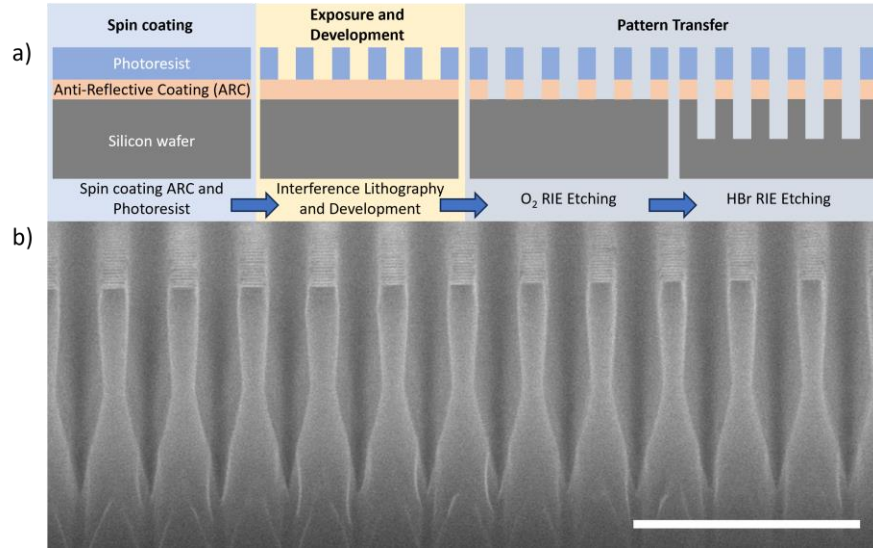 Spin coating
Exposure and
Development
Pattern Transfer
a)
Photoresist
Anti-Reflective Coating (ARC)
Silicon wafer
Spin coating ARC and
Photoresist
Interference Lithography
and Development
O₂ RIE Etching
HBr RIE Etching
b)